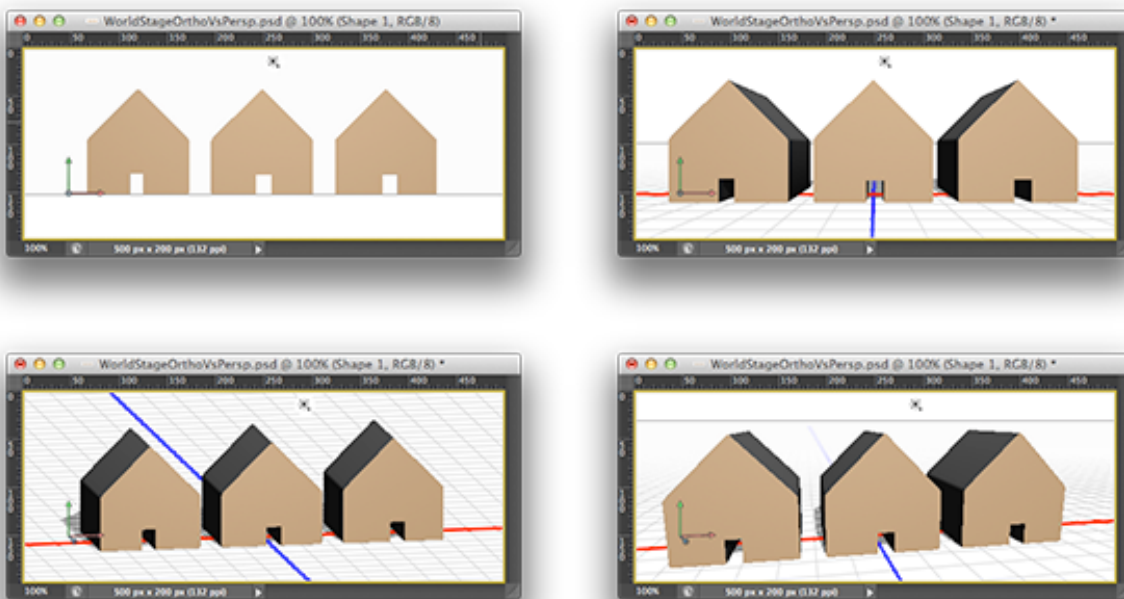 WorldStageOrthoVsPersp.psd @ 100% (Shape 1, RGB/8)
0 50 100 150 200 250 300 350 400 450
100% 500 px x 200 px (132 ppi)
WorldStageOrthoVsPersp.psd @ 100% (Shape 1, RGB/8) *
0 50 100 150 200 250 300 350 400 450
100% 500 px x 200 px (132 ppi)
WorldStageOrthoVsPersp.psd @ 100% (Shape 1, RGB/8) *
0 50 100 150 200 250 300 350 400 450
100% 500 px x 200 px (132 ppi)
WorldStageOrthoVsPersp.psd @ 100% (Shape 1, RGB/8) *
0 50 100 150 200 250 300 350 400 450
100% 500 px x 200 px (132 ppi)